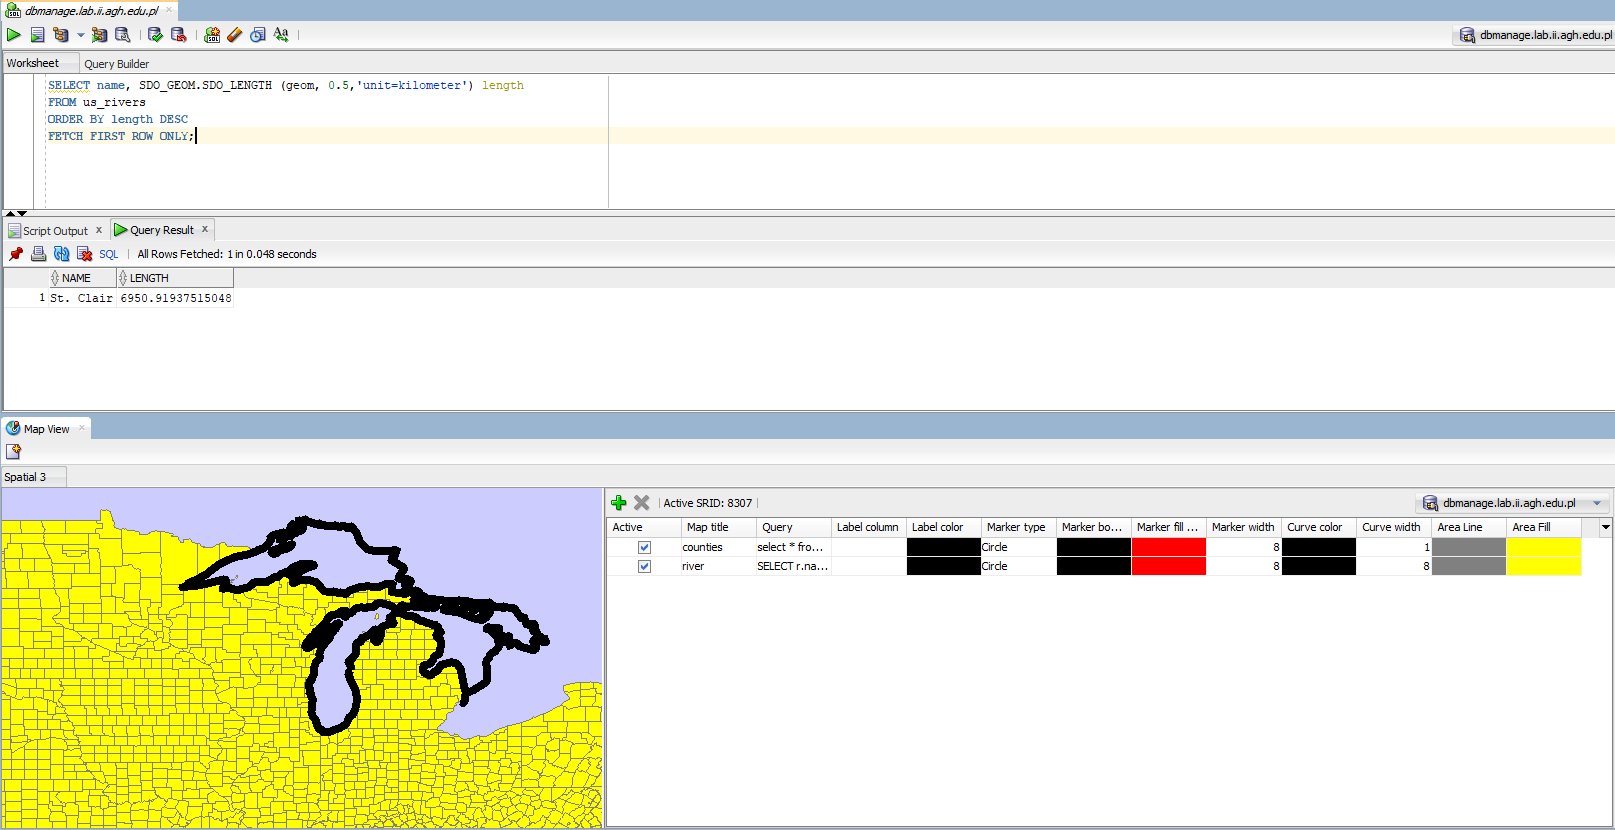 dbmanage.lab.ii.agh.edu.pl
dbmanage.lab.ii.agh.edu.pl
Worksheet Query Builder
SELECT name, SDO_GEOM.SDO_LENGTH (geom, 0.5,'unit=kilometer') length
FROM us_rivers
ORDER BY length DESC
FETCH FIRST ROW ONLY;
Script Output x Query Result x
SQL | All Rows Fetched: 1 in 0.048 seconds
NAME LENGTH
1 St. Clair 6950.91937515048
Map View
Spatial 3
Active SRID: 8307 dbmanage.lab.ii.agh.edu.pl
Active Map title Query Label column Label color Marker type Marker bo... Marker fill ... Marker width Curve color Curve width Area Line Area Fill
counties select * fro... Circle 8 1
river SELECT r.na... Circle 8 8